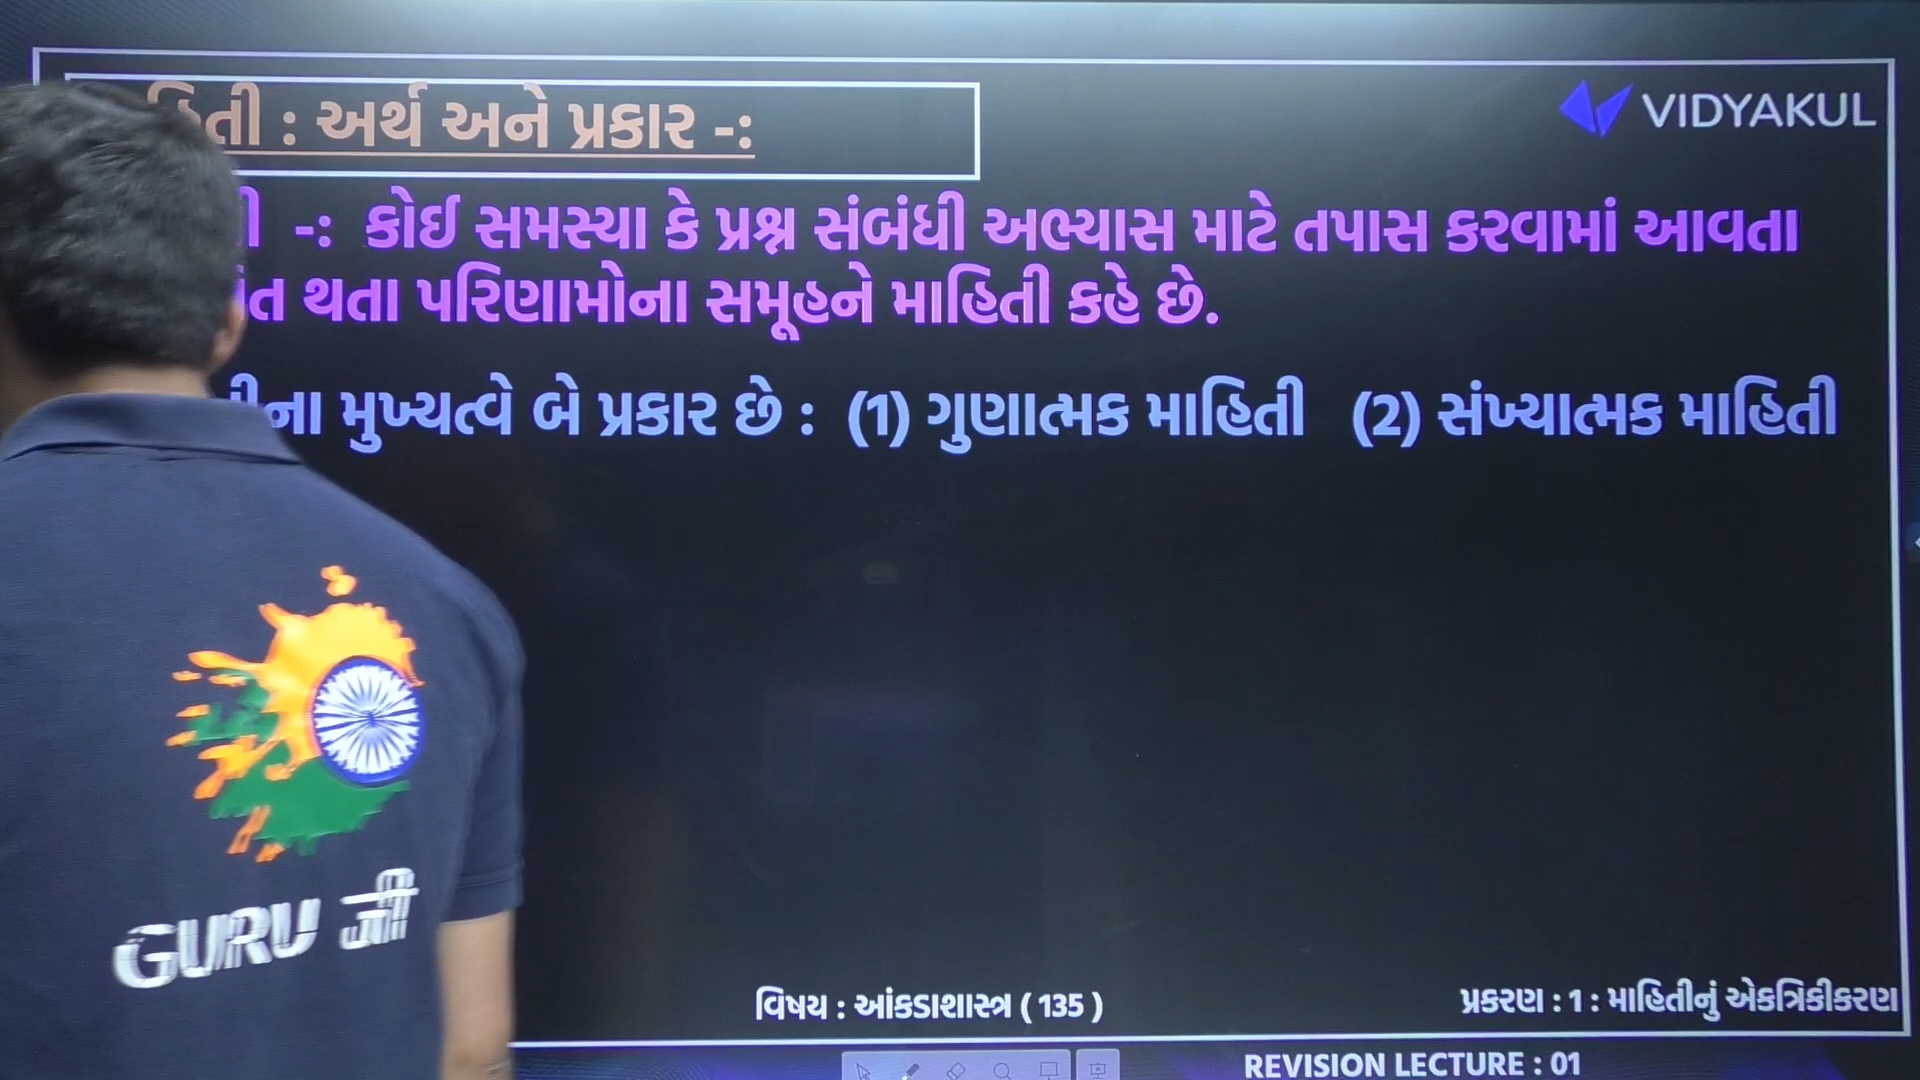 : અર્થ અને પ્રકાર -:
VIDYAKUL
-: કોઈ સમસ્યા કે પ્રશ્ન સંબંધી અભ્યાસ માટે તપાસ કરવામાં આવતા
થતા પરિણામોના સમૂહને માહિતી કહે છે.
મુખ્યત્વે બે પ્રકાર છે : (1) ગુણાત્મક માહિતી (2) સંખ્યાત્મક માહિતી
GURU जी
વિષય : આંકડાશાસ્ત્ર ( 135 )
પ્રકરણ : 1 : માહિતીનું એકત્રિકીકરણ
REVISION LECTURE : 01